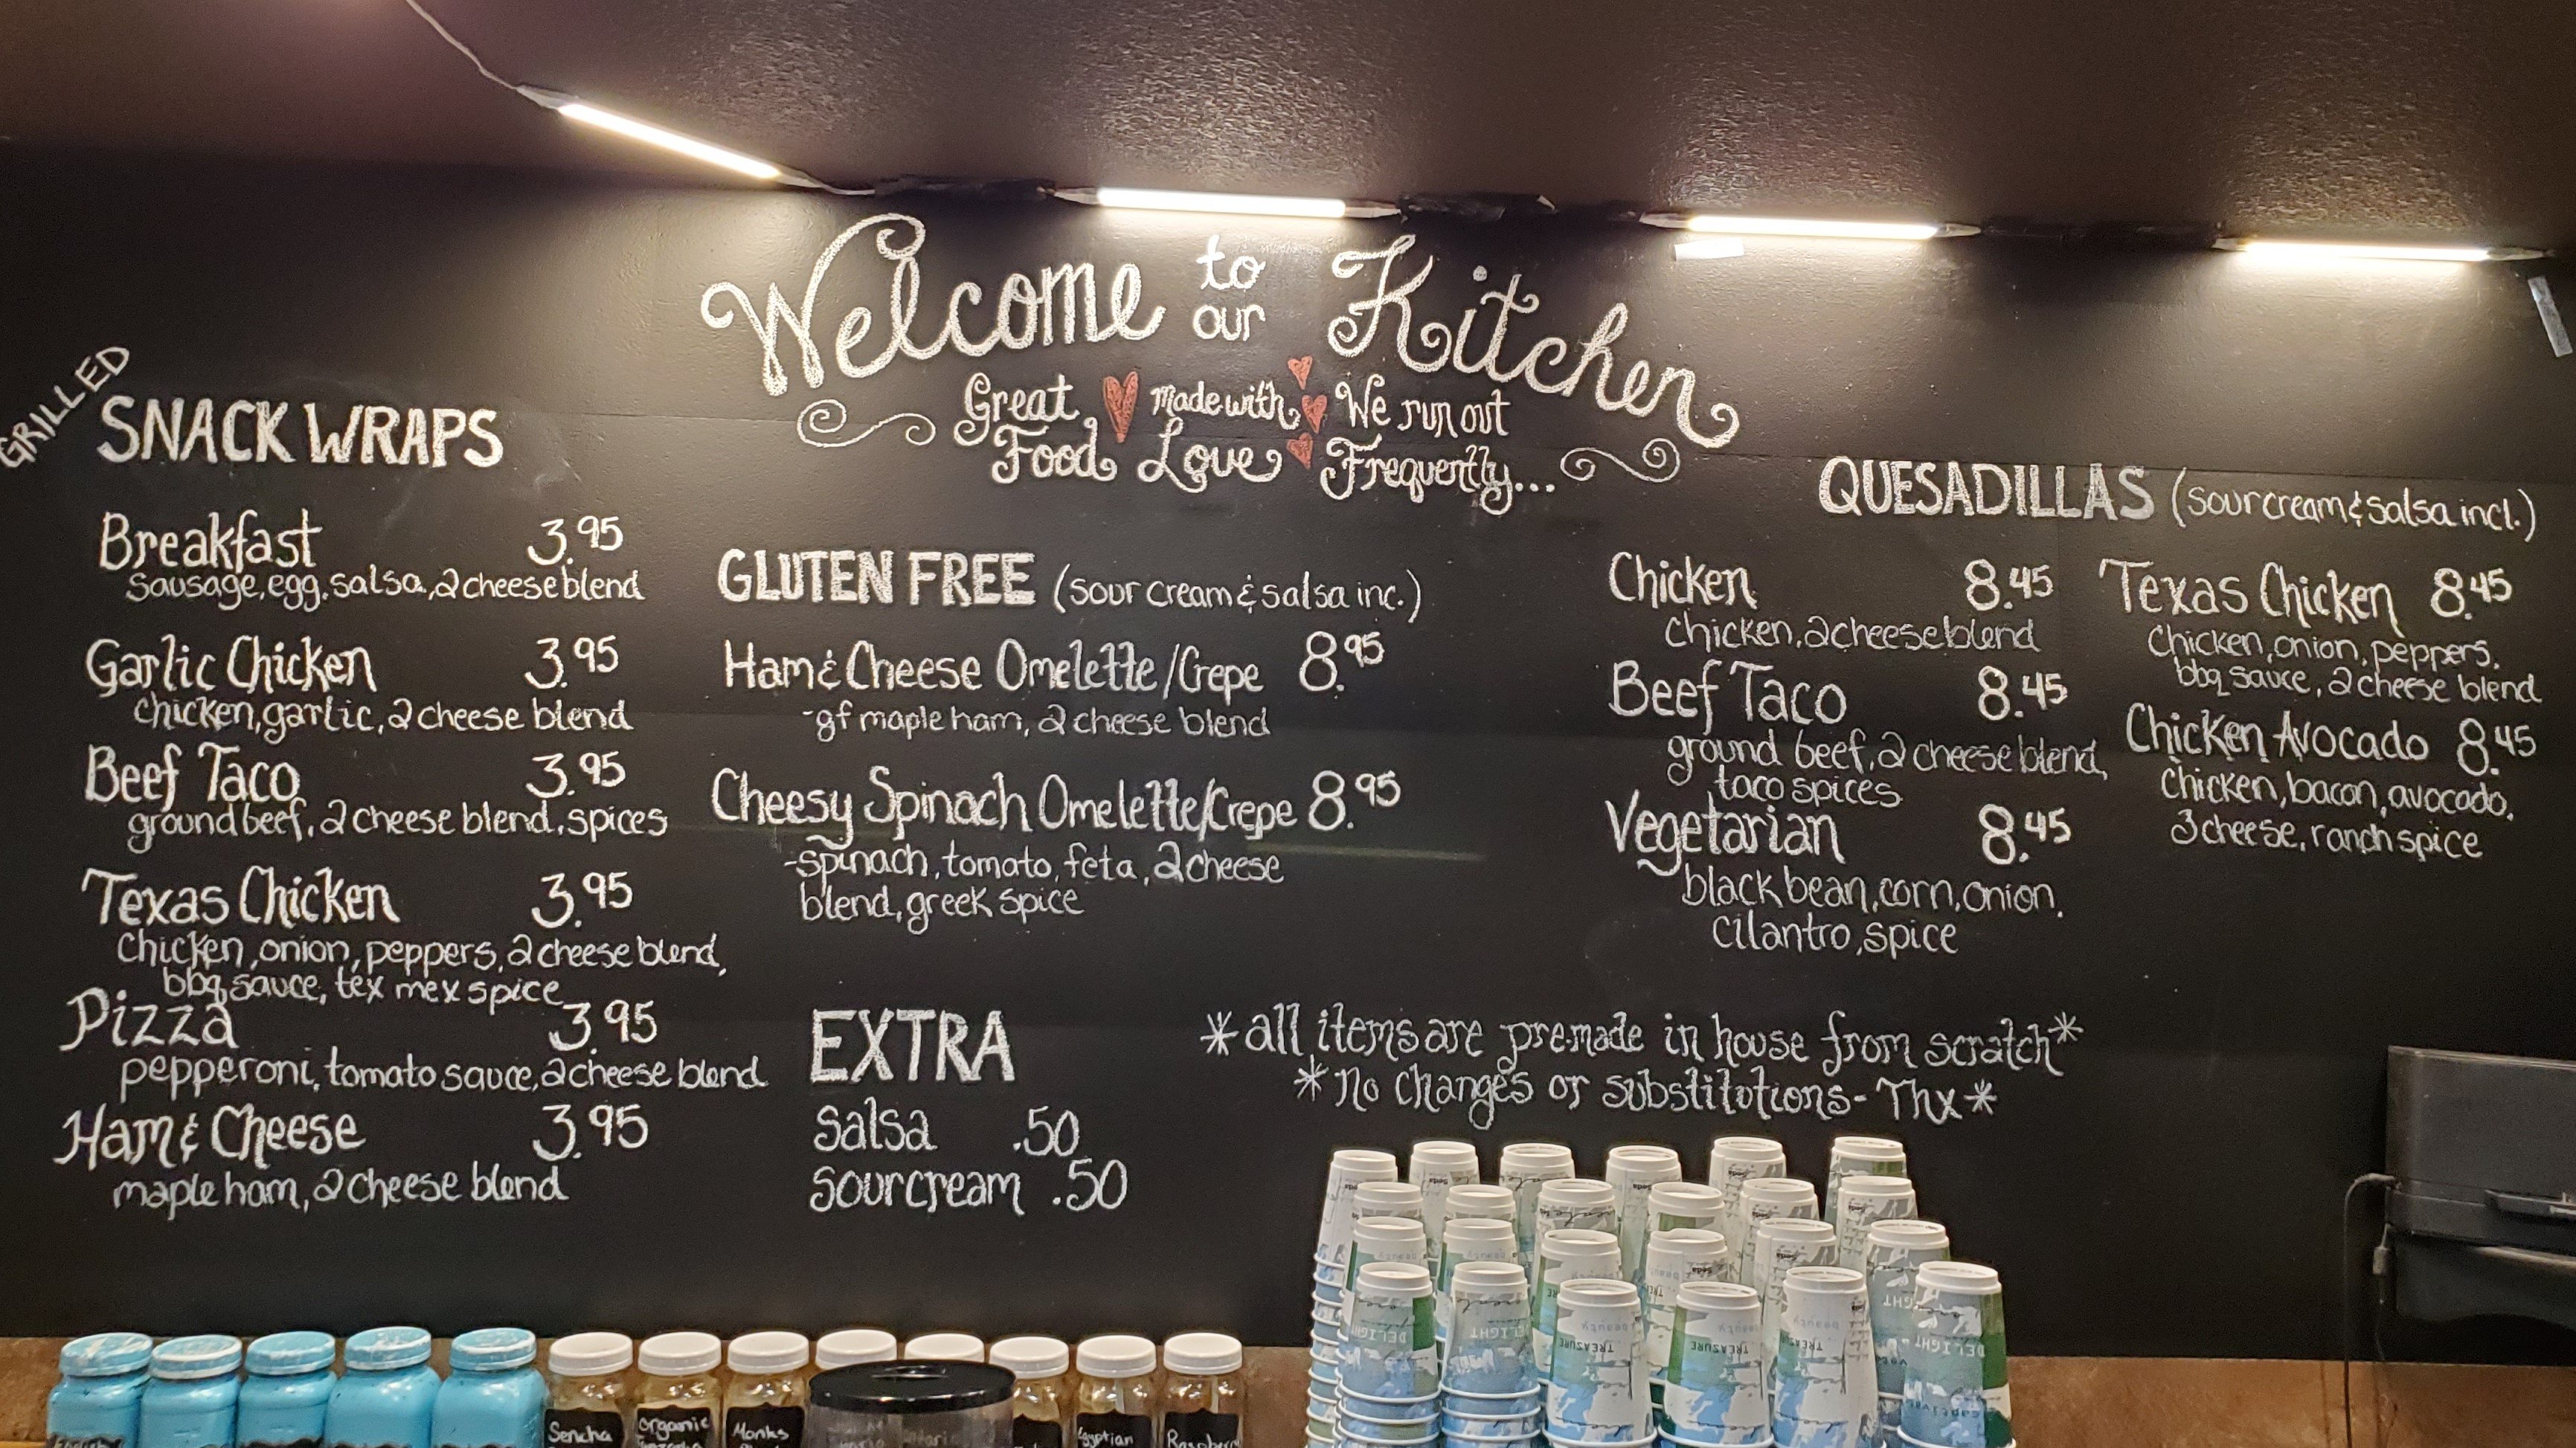 Welcome to our Kitchen
Great Food
made with Love
We run out Frequently...
GRILLED
SNACK WRAPS
Breakfast 3.95
sausage, egg, salsa, 2 cheese blend
Garlic Chicken 3.95
chicken, garlic, 2 cheese blend
Beef Taco 3.95
ground beef, 2 cheese blend, spices
Texas Chicken 3.95
chicken, onion, peppers, 2 cheese blend,
bbq sauce, tex mex spice
Pizza 3.95
pepperoni, tomato sauce, 2 cheese blend
Ham & Cheese 3.95
maple ham, 2 cheese blend
GLUTEN FREE (sour cream & salsa inc.)
Ham & Cheese Omelette/Crepe 8.95
-gf maple ham, 2 cheese blend
Cheesy Spinach Omelette/Crepe 8.95
-spinach, tomato, feta, 2 cheese
blend, greek spice
EXTRA
Salsa .50
Sourcream .50
QUESADILLAS (sour cream & salsa incl.)
Chicken 8.45
chicken, 2 cheese blend
Beef Taco 8.45
ground beef, 2 cheese blend,
taco spices
Vegetarian 8.45
black bean, corn, onion,
cilantro, spice
Texas Chicken 8.45
Chicken, onion, peppers,
bbq sauce, 2 cheese blend
Chicken Avocado 8.45
chicken, bacon, avocado,
3 cheese, ranch spice
*all items are premade in house from scratch*
*no changes or substitutions- Thx*
Sencha
Organic
Monks
Egyptian
DELIGHT
TREASURE
TREASURE
beauty
Seda